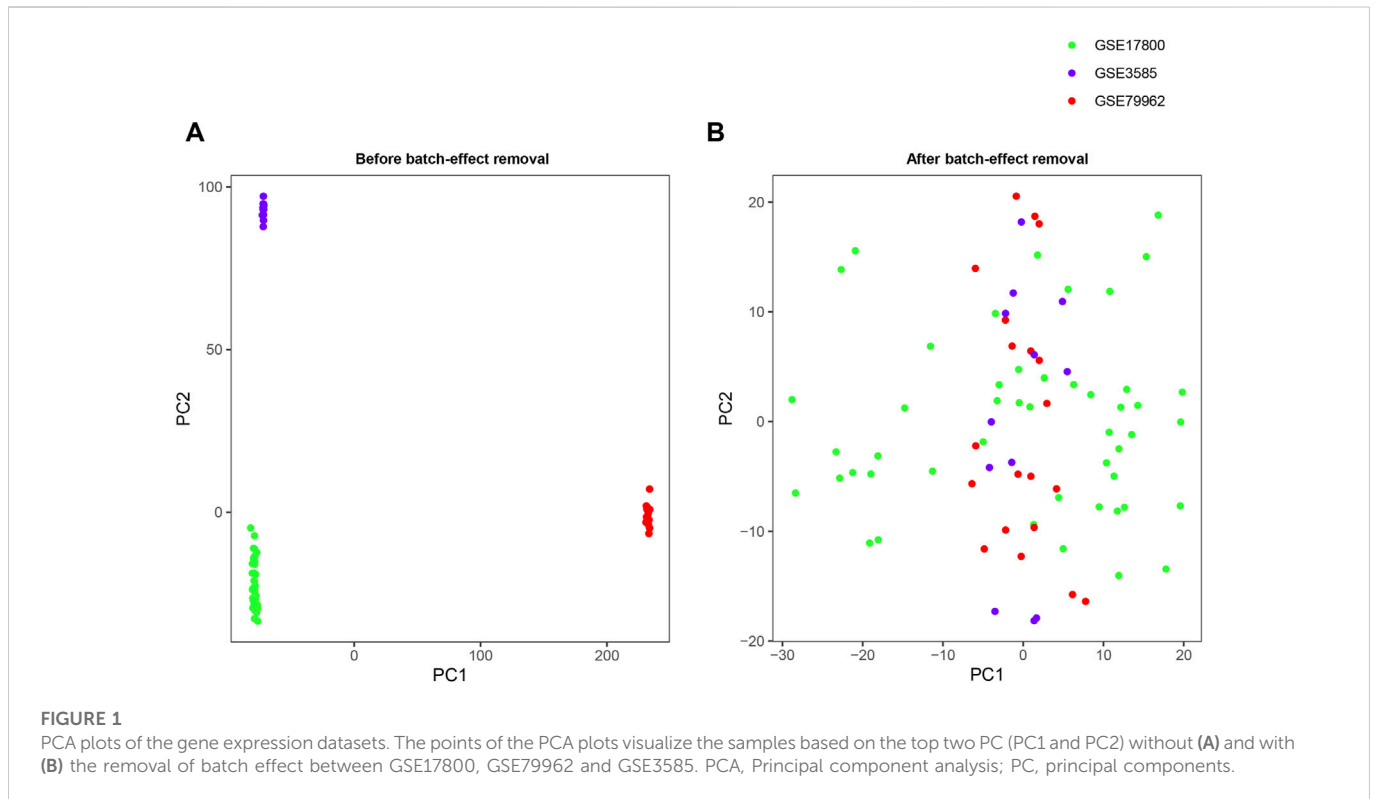 GSE17800
GSE3585
GSE79962
A
Before batch-effect removal
100
50
0
PC2
0
100
200
PC1
B
After batch-effect removal
20
10
0
−10
−20
PC2
−30
−20
−10
0
10
20
PC1
FIGURE 1
PCA plots of the gene expression datasets. The points of the PCA plots visualize the samples based on the top two PC (PC1 and PC2) without (A) and with
(B) the removal of batch effect between GSE17800, GSE79962 and GSE3585. PCA, Principal component analysis; PC, principal components.